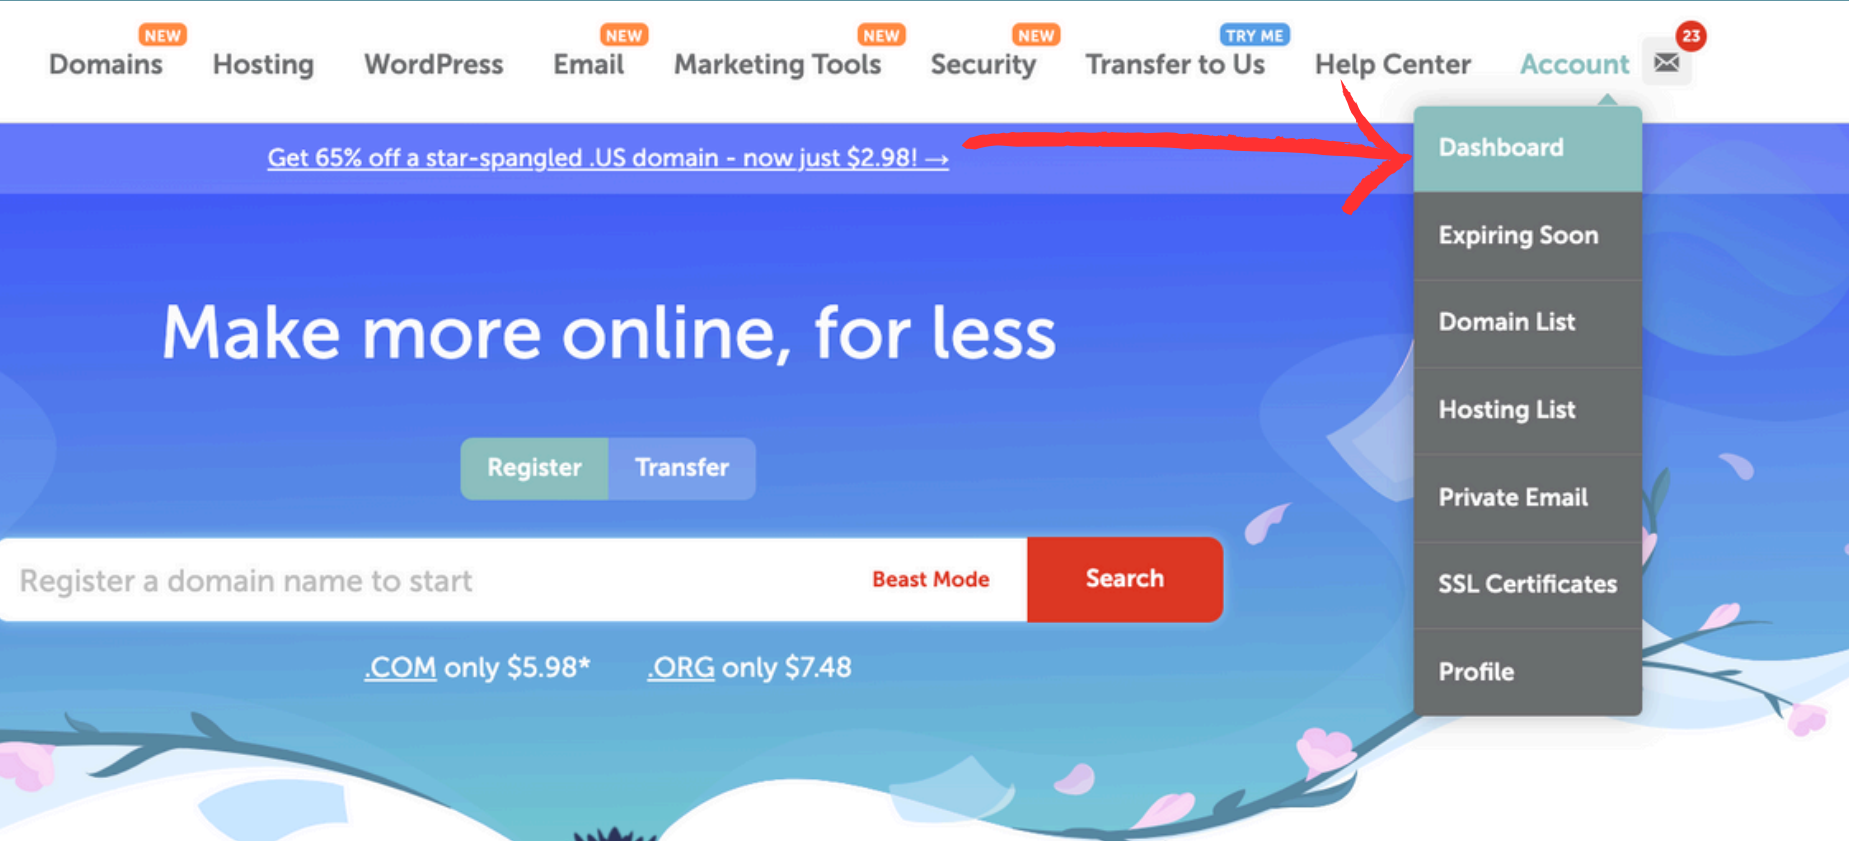 NEW NEW NEW NEW TRY ME 23
Domains Hosting WordPress Email Marketing Tools Security Transfer to Us Help Center Account
Get 65% off a star-spangled .US domain - now just $2.98! →
Dashboard
Expiring Soon
Domain List
Hosting List
Private Email
SSL Certificates
Profile
Make more online, for less
Register Transfer
Register a domain name to start Beast Mode Search
.COM only $5.98* .ORG only $7.48